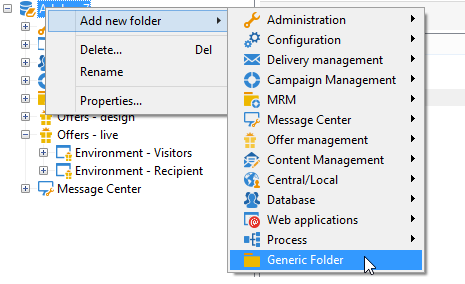 Add new folder
Delete... Del
Rename
Properties...
Offers - design
Offers - live
Environment - Visitors
Environment - Recipient
Message Center
Administration
Configuration
Delivery management
Campaign Management
MRM
Message Center
Offer management
Content Management
Central/Local
Database
Web applications
Process
Generic Folder